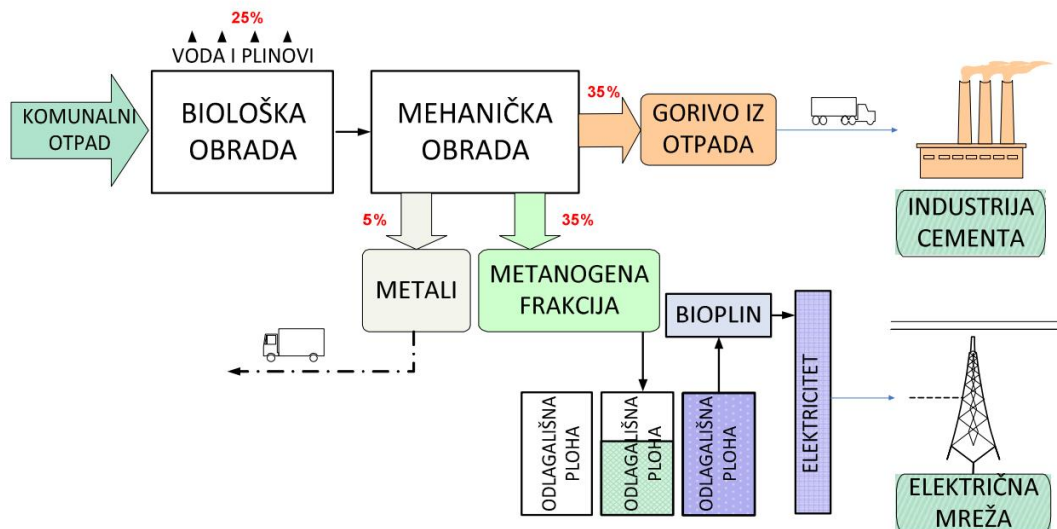 25%
VODA I PLINOVI
KOMUNALNI
OTPAD
BIOLOŠKA
OBRADA
MEHANIČKA
OBRADA
35%
GORIVO IZ
OTPADA
INDUSTRIJA
CEMENTA
5%
35%
METALI
METANOGENA
FRAKCIJA
BIOPLIN
ODLAGALIŠNA
PLOHA
ODLAGALIŠNA
PLOHA
ODLAGALIŠNA
PLOHA
ELEKTRICITET
ELEKTRIČNA
MREŽA